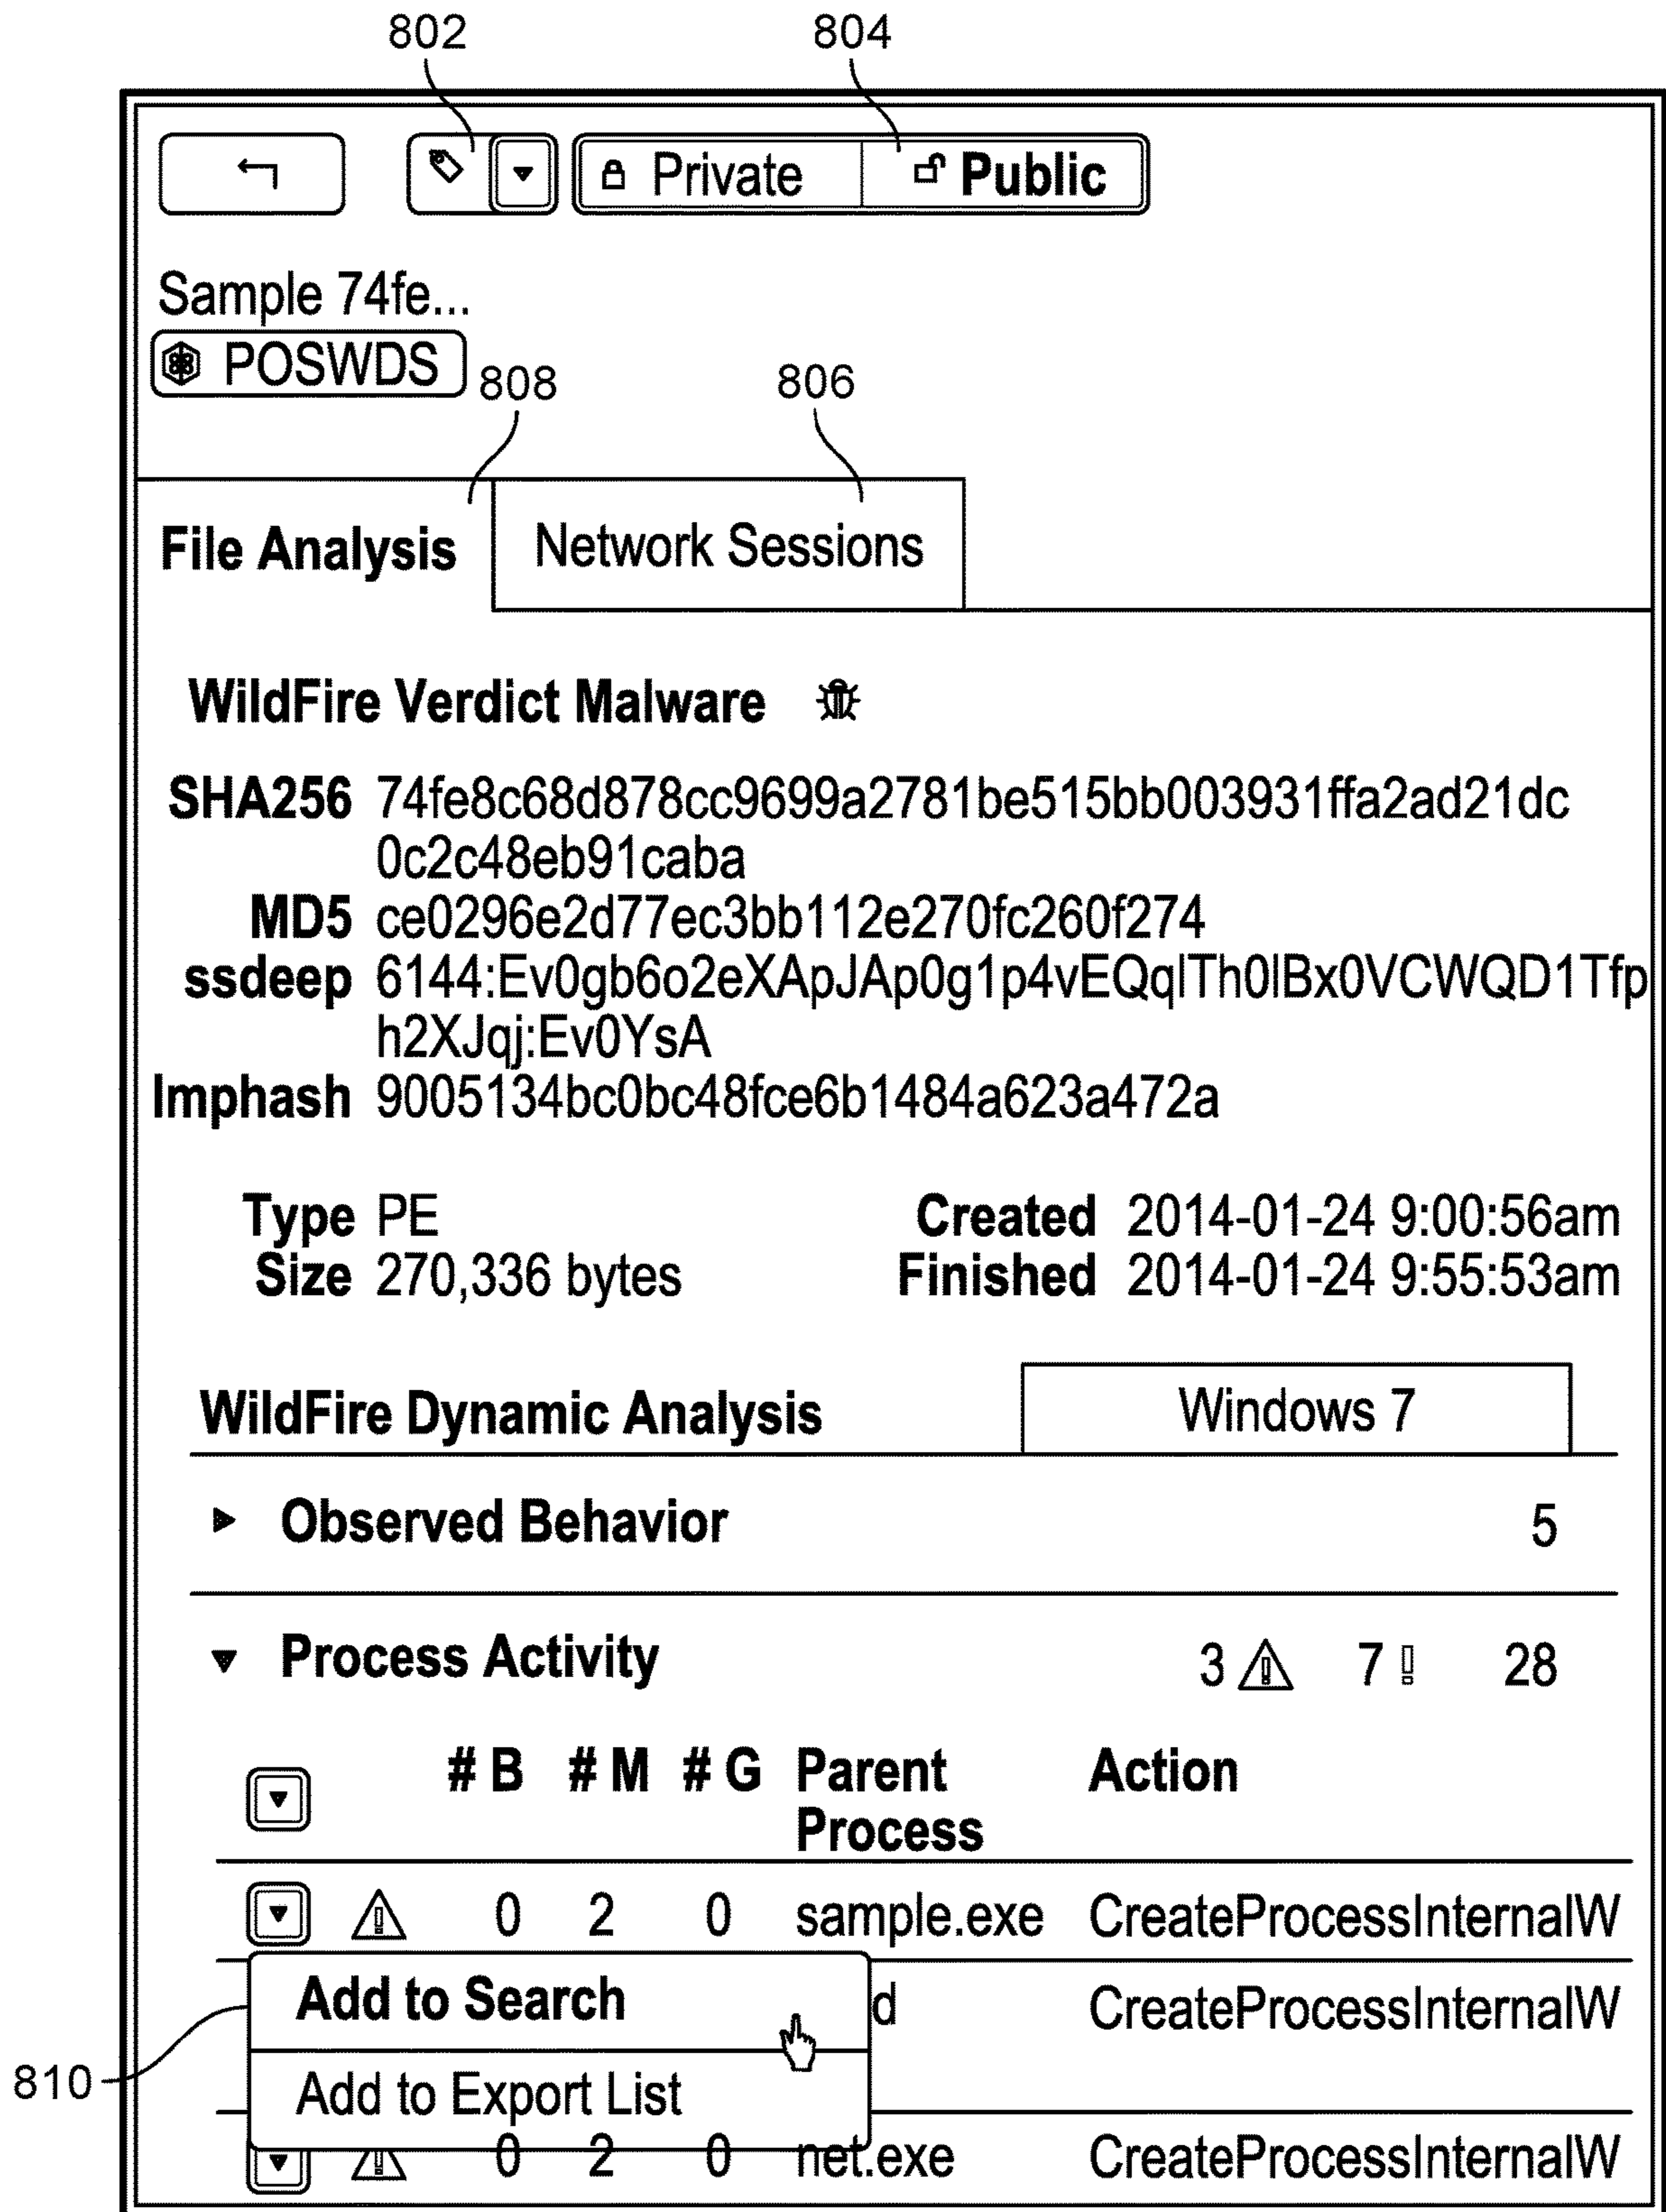 802
804
Private
Public
Sample 74fe...
POSWDS
808
806
File Analysis
Network Sessions
WildFire Verdict Malware
SHA256 74fe8c68d878cc9699a2781be515bb003931ffa2ad21dc
0c2c48eb91caba
MD5 ce0296e2d77ec3bb112e270fc260f274
ssdeep 6144:Ev0gb6o2eXApJAp0g1p4vEQqlTh0lBx0VCWQD1Tfp
h2XJqj:Ev0YsA
Imphash 9005134bc0bc48fce6b1484a623a472a
Type PE Created 2014-01-24 9:00:56am
Size 270,336 bytes Finished 2014-01-24 9:55:53am
WildFire Dynamic Analysis Windows 7
Observed Behavior 5
Process Activity 3 7 28
# B # M # G Parent Action
Process
0 2 0 sample.exe CreateProcessInternalW
Add to Search d CreateProcessInternalW
810
Add to Export List
0 2 0 net.exe CreateProcessInternalW